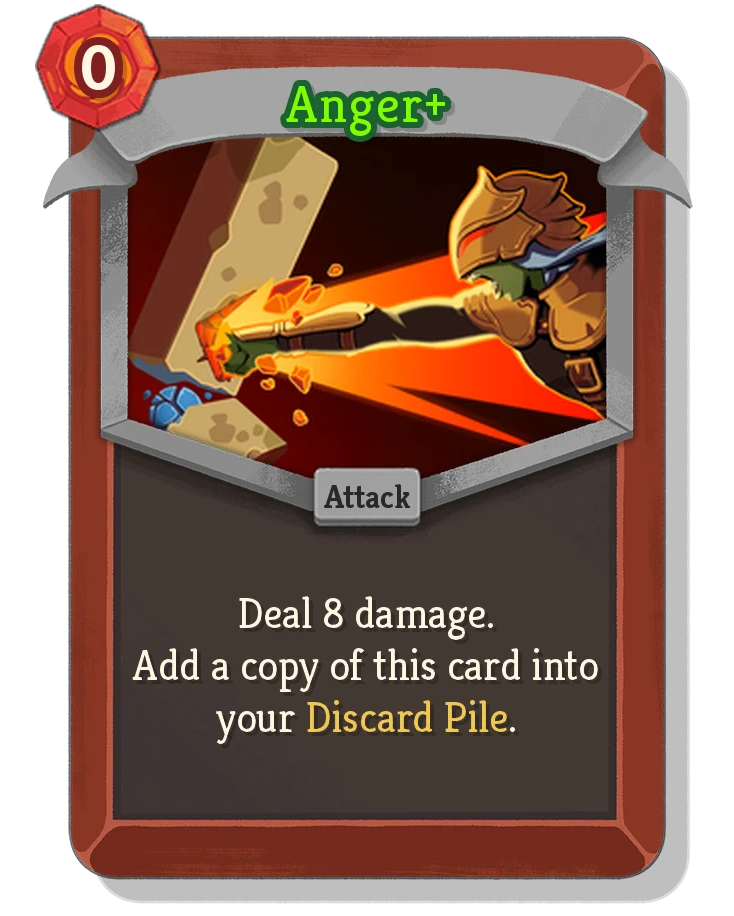 0
Anger+
Attack
Deal 8 damage.
Add a copy of this card into
your Discard Pile.